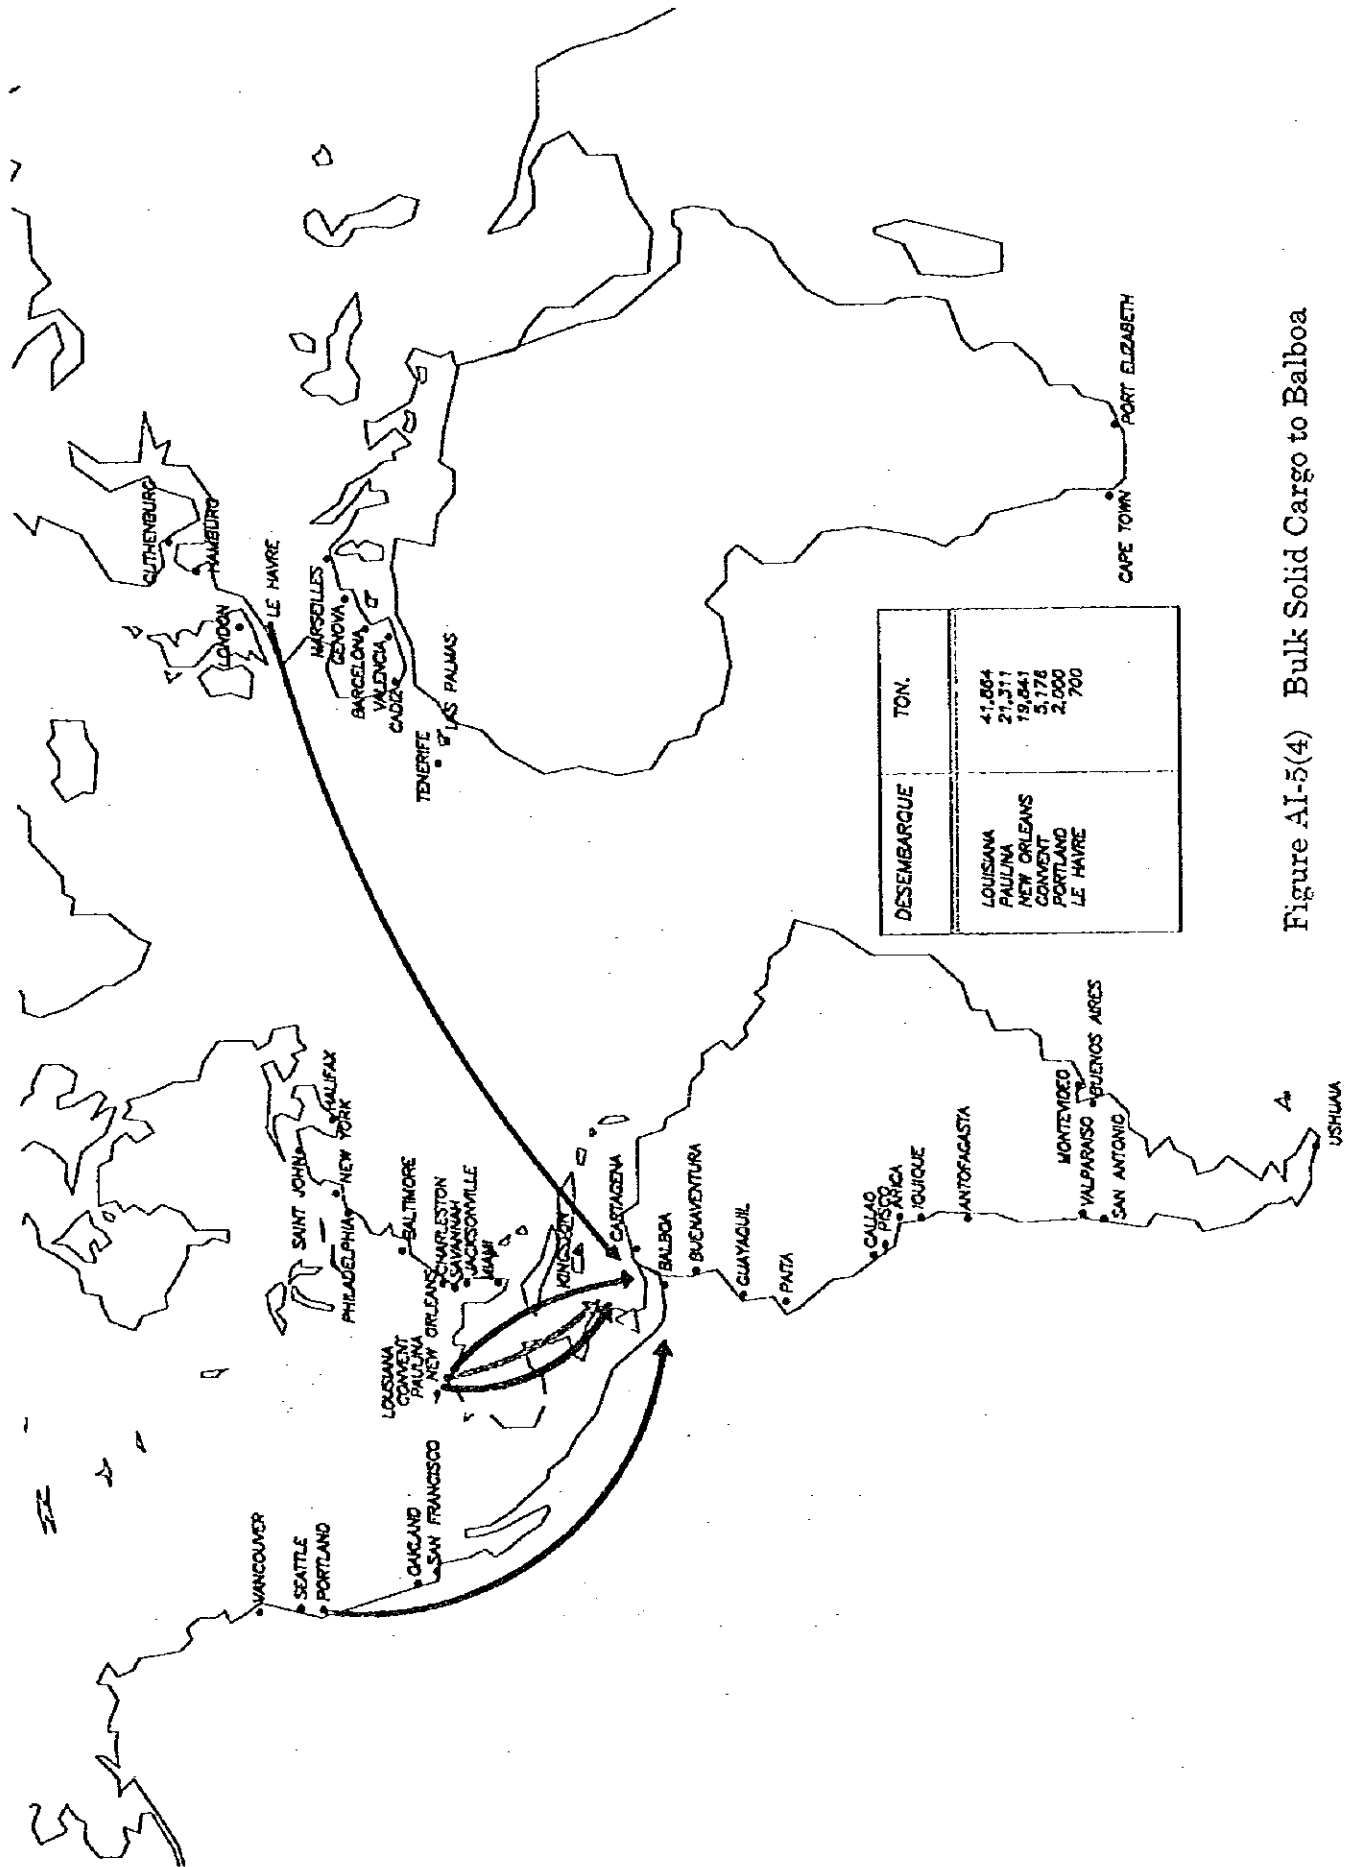 VANCOUVER
SEATTLE
PORTLAND
OAKLAND
SAN FRANCISCO
LOUISIANA
CONVENT
PAULINA
NEW ORLEANS
SAINT JOHN
HALIFAX
NEW YORK
PHILADELPHIA
BALTIMORE
CHARLESTON
SAVANNAH
JACKSONVILLE
MIAMI
KINGSTON
CARTAGENA
BALBOA
BUENAVENTURA
GUAYAQUIL
PAITA
CALLAO
PISCO
ARICA
IQUIQUE
ANTOFAGASTA
MONTEVIDEO
VALPARAISO
BUENOS AIRES
SAN ANTONIO
USHUAIA
GUTHENBURG
HAMBURG
LONDON
LE HAVRE
MARSEILLES
GENOVA
BARCELONA
VALENCIA
CADIZ
TENERIFE
LAS PALMAS
CAPE TOWN
PORT ELIZABETH
DESEMBARQUE TON.
LOUISIANA 41,864
PAULINA 21,311
NEW ORLEANS 19,841
CONVENT 5,178
PORTLAND 2,000
LE HAVRE 700
Figure AI-5(4) Bulk Solid Cargo to Balboa